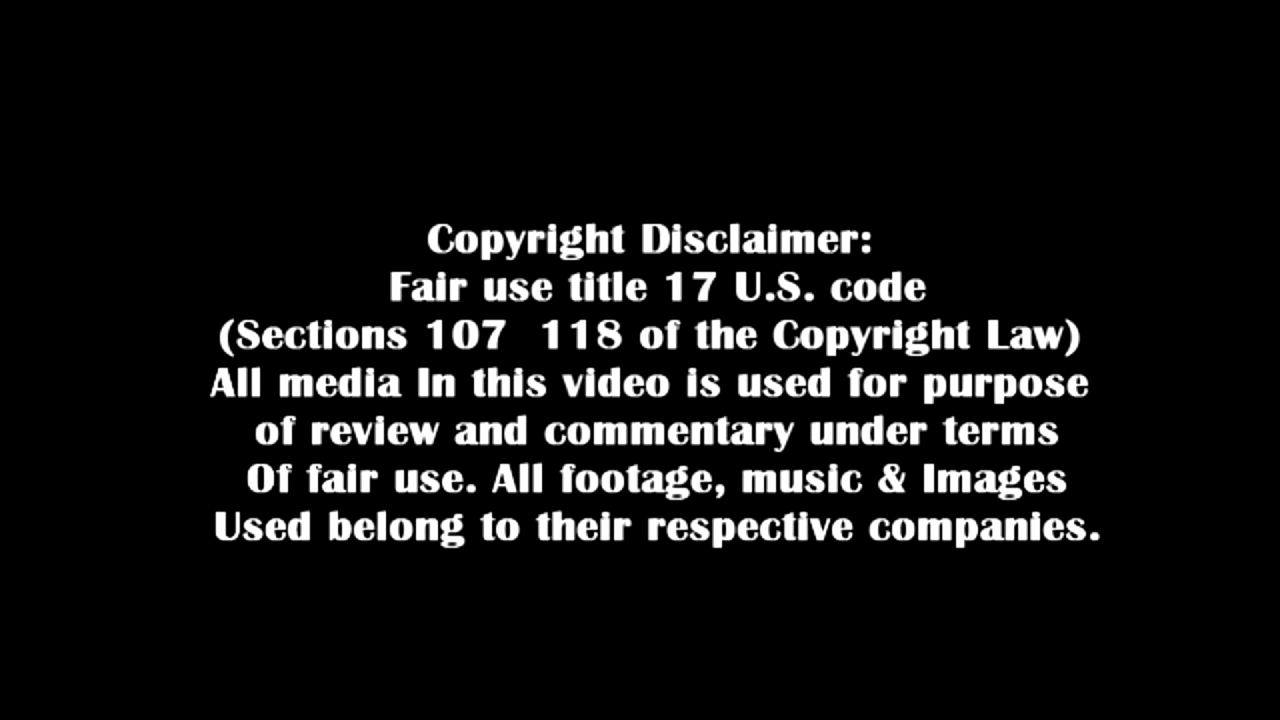 Copyright Disclaimer:
Fair use title 17 U.S. code
(Sections 107  118 of the Copyright Law)
All media In this video is used for purpose
of review and commentary under terms
Of fair use. All footage, music & Images
Used belong to their respective companies.